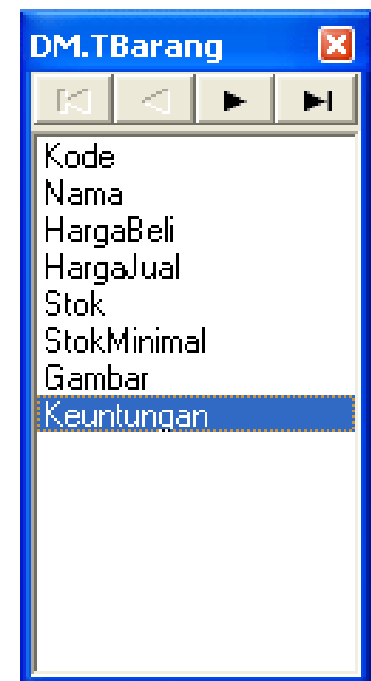 DM.TBarang
Kode
Nama
HargaBeli
HargaJual
Stok
StokMinimal
Gambar
Keuntungan